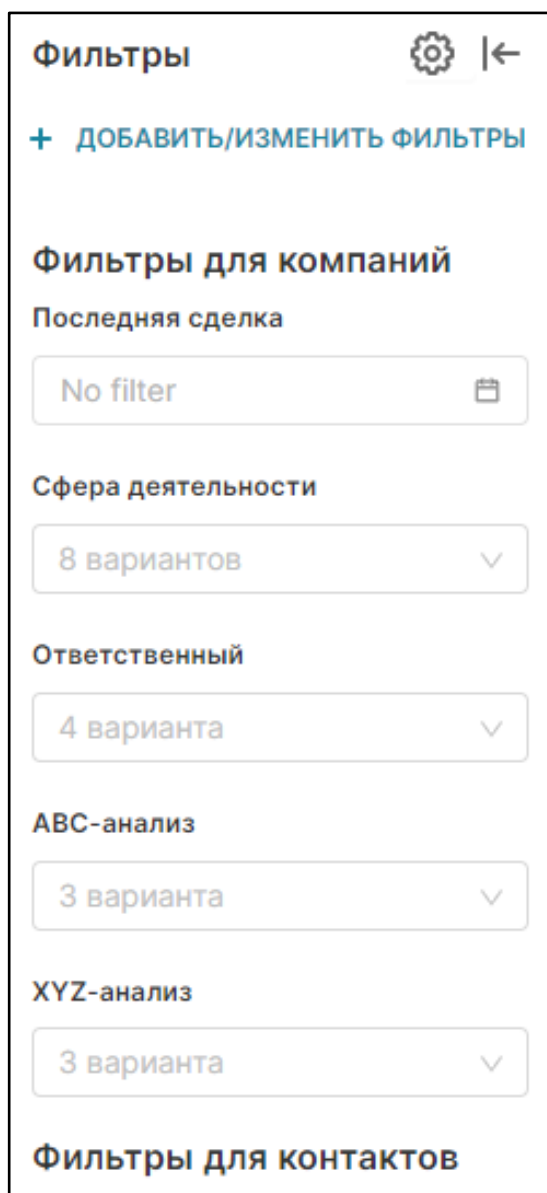 Фильтры
+ ДОБАВИТЬ/ИЗМЕНИТЬ ФИЛЬТРЫ
Фильтры для компаний
Последняя сделка
No filter
Сфера деятельности
8 вариантов
Ответственный
4 варианта
ABC-анализ
3 варианта
XYZ-анализ
3 варианта
Фильтры для контактов